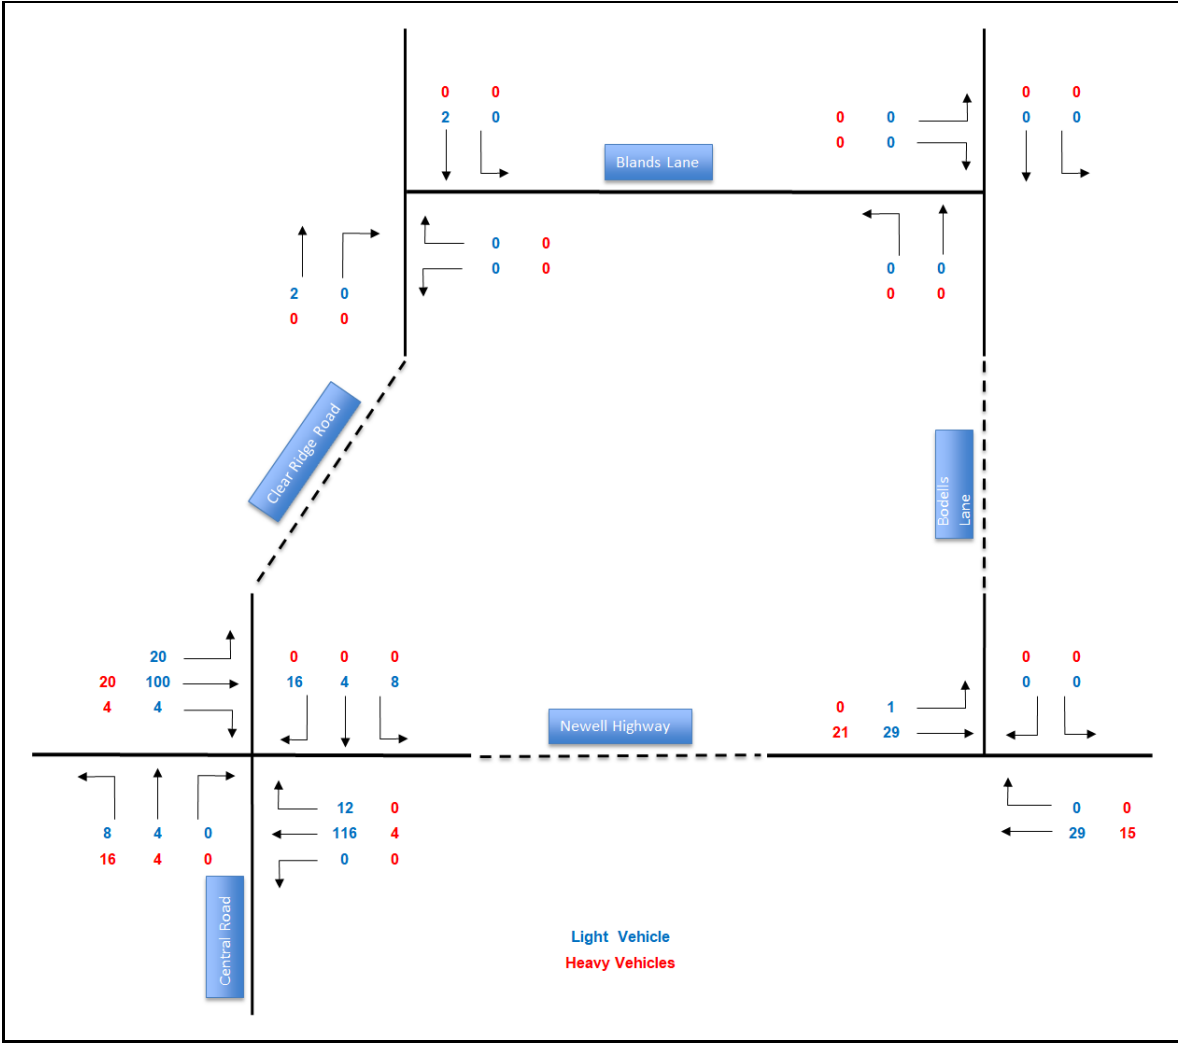 0 0
2 0
0 0
0 0
0 0
0 0
Blands Lane
0 0
0 0
2 0
0 0
0 0
0 0
Clear Ridge Road
Bodells
Lane
20
20 100
4 4
0 0 0
16 4 8
Newell Highway
0 1
21 29
0 0
0 0
8 4 0
16 4 0
12 0
116 4
0 0
0 0
29 15
Central Road
Light Vehicle
Heavy Vehicles